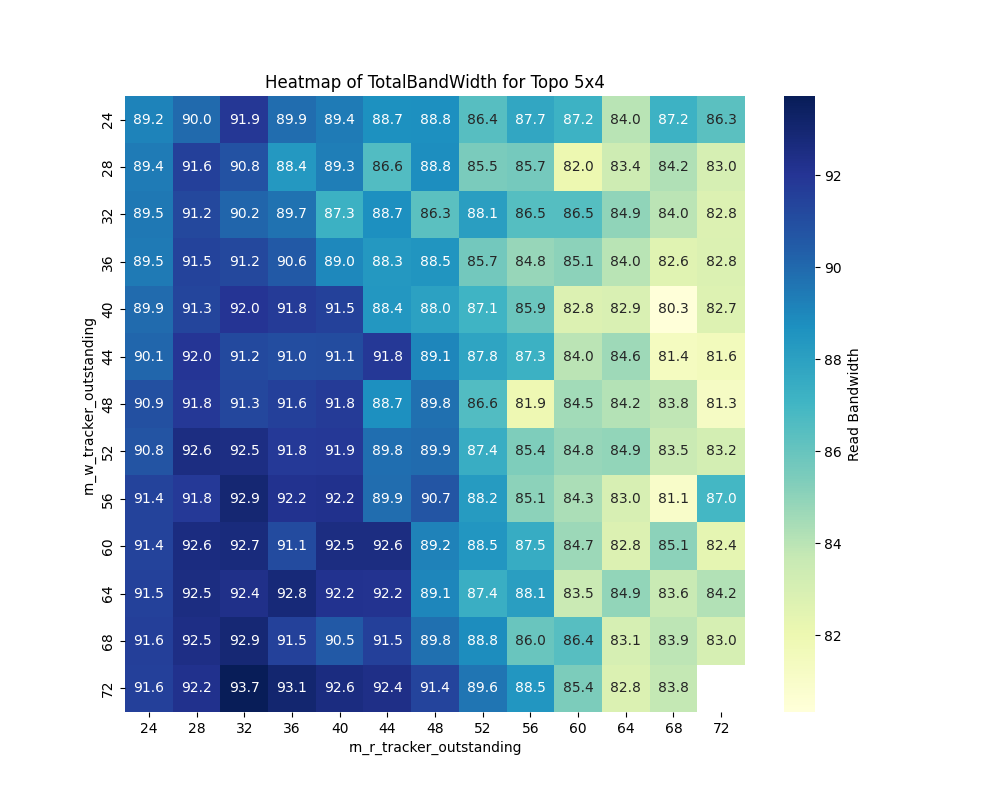 Heatmap of TotalBandWidth for Topo 5x4
24 89.2 90.0 91.9 89.9 89.4 88.7 88.8 86.4 87.7 87.2 84.0 87.2 86.3
28 89.4 91.6 90.8 88.4 89.3 86.6 88.8 85.5 85.7 82.0 83.4 84.2 83.0
32 89.5 91.2 90.2 89.7 87.3 88.7 86.3 88.1 86.5 86.5 84.9 84.0 82.8
36 89.5 91.5 91.2 90.6 89.0 88.3 88.5 85.7 84.8 85.1 84.0 82.6 82.8
40 89.9 91.3 92.0 91.8 91.5 88.4 88.0 87.1 85.9 82.8 82.9 80.3 82.7
44 90.1 92.0 91.2 91.0 91.1 91.8 89.1 87.8 87.3 84.0 84.6 81.4 81.6
48 90.9 91.8 91.3 91.6 91.8 88.7 89.8 86.6 81.9 84.5 84.2 83.8 81.3
52 90.8 92.6 92.5 91.8 91.9 89.8 89.9 87.4 85.4 84.8 84.9 83.5 83.2
56 91.4 91.8 92.9 92.2 92.2 89.9 90.7 88.2 85.1 84.3 83.0 81.1 87.0
60 91.4 92.6 92.7 91.1 92.5 92.6 89.2 88.5 87.5 84.7 82.8 85.1 82.4
64 91.5 92.5 92.4 92.8 92.2 92.2 89.1 87.4 88.1 83.5 84.9 83.6 84.2
68 91.6 92.5 92.9 91.5 90.5 91.5 89.8 88.8 86.0 86.4 83.1 83.9 83.0
72 91.6 92.2 93.7 93.1 92.6 92.4 91.4 89.6 88.5 85.4 82.8 83.8
24 28 32 36 40 44 48 52 56 60 64 68 72
rn_r_tracker_outstanding
rn_w_tracker_outstanding
92
90
88
86
84
82
Read Bandwidth